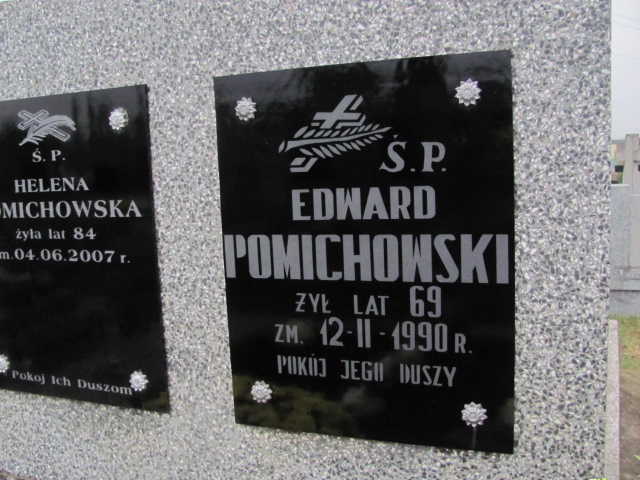 Ś. P.
HELENA
OMICHOWSKA
żyła lat 84
m. 04.06.2007 r.
Pokoj Ich Duszom
Ś.P.
EDWARD
POMICHOWSKI
ŻYŁ LAT 69
ZM. 12-II-1990 R.
POKÓJ JEGO DUSZY